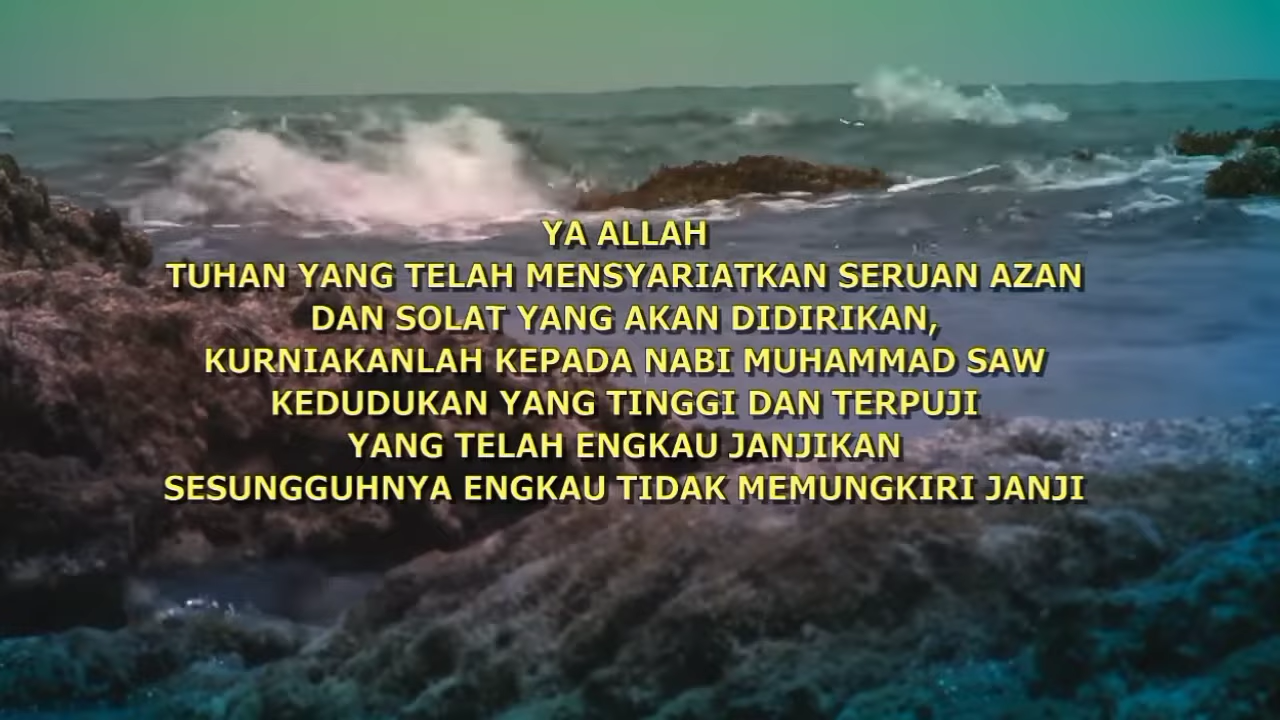 YA ALLAH
TUHAN YANG TELAH MENSYARIATKAN SERUAN AZAN
DAN SOLAT YANG AKAN DIDIRIKAN,
KURNIAKANLAH KEPADA NABI MUHAMMAD SAW
KEDUDUKAN YANG TINGGI DAN TERPUJI
YANG TELAH ENGKAU JANJIKAN
SESUNGGUHNYA ENGKAU TIDAK MEMUNGKIRI JANJI